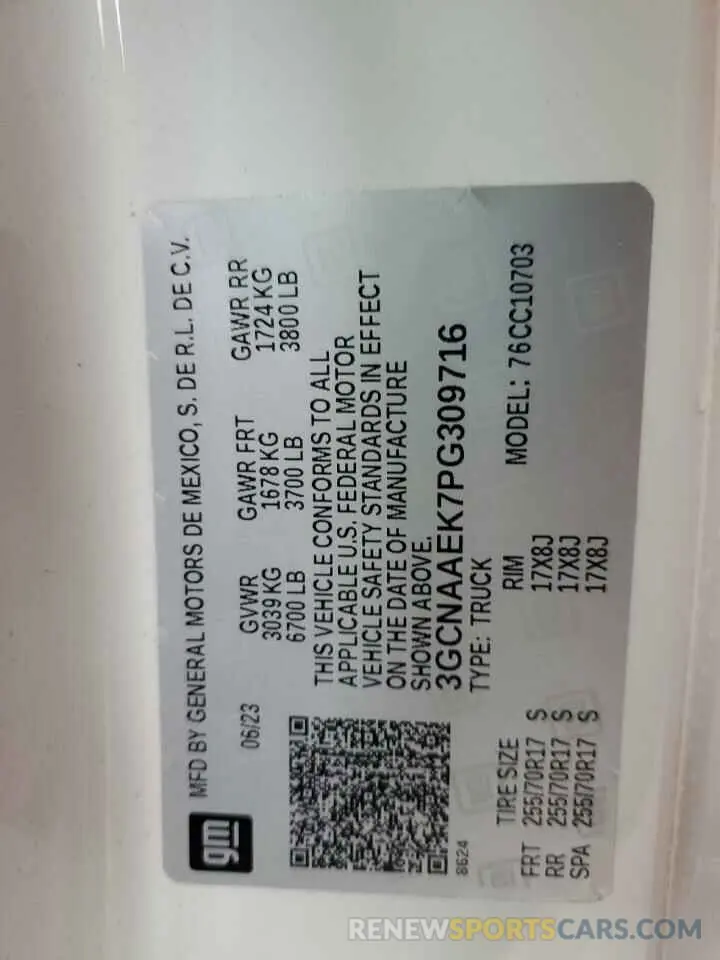 gm
MFD BY GENERAL MOTORS DE MEXICO, S. DE R.L. DE C.V.
06/23
GVWR GAWR FRT GAWR RR
3039 KG 1678 KG 1724 KG
6700 LB 3700 LB 3800 LB
THIS VEHICLE CONFORMS TO ALL
APPLICABLE U.S. FEDERAL MOTOR
VEHICLE SAFETY STANDARDS IN EFFECT
ON THE DATE OF MANUFACTURE
SHOWN ABOVE.
3GCNAAEK7PG309716
TYPE: TRUCK
8624
MODEL: 76CC10703
TIRE SIZE RIM
FRT 255/70R17 S 17X8J
RR 255/70R17 S 17X8J
SPA 255/70R17 S 17X8J
RENEWSPORTSCARS.COM